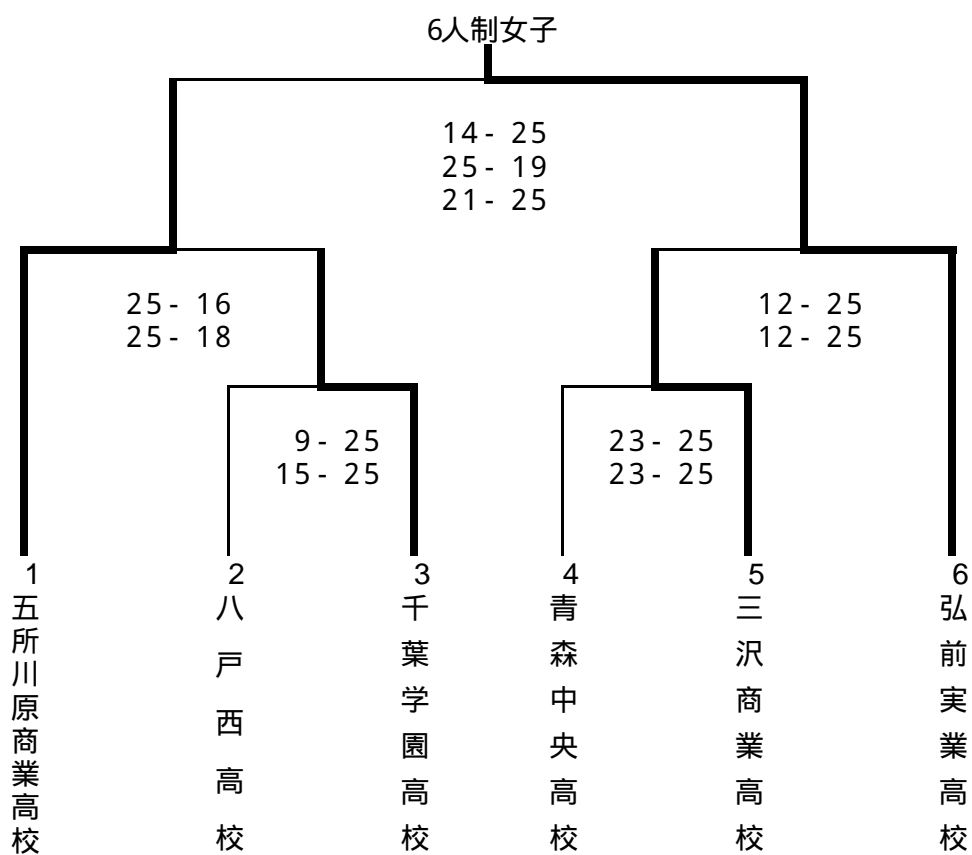 6人制女子
14- 25
25- 19
21- 25
25- 16
25- 18
12- 25
12- 25
9- 25
15- 25
23- 25
23- 25
1
五所川原商業高校
2
八戸西高校
3
千葉学園高校
4
青森中央高校
5
三沢商業高校
6
弘前実業高校